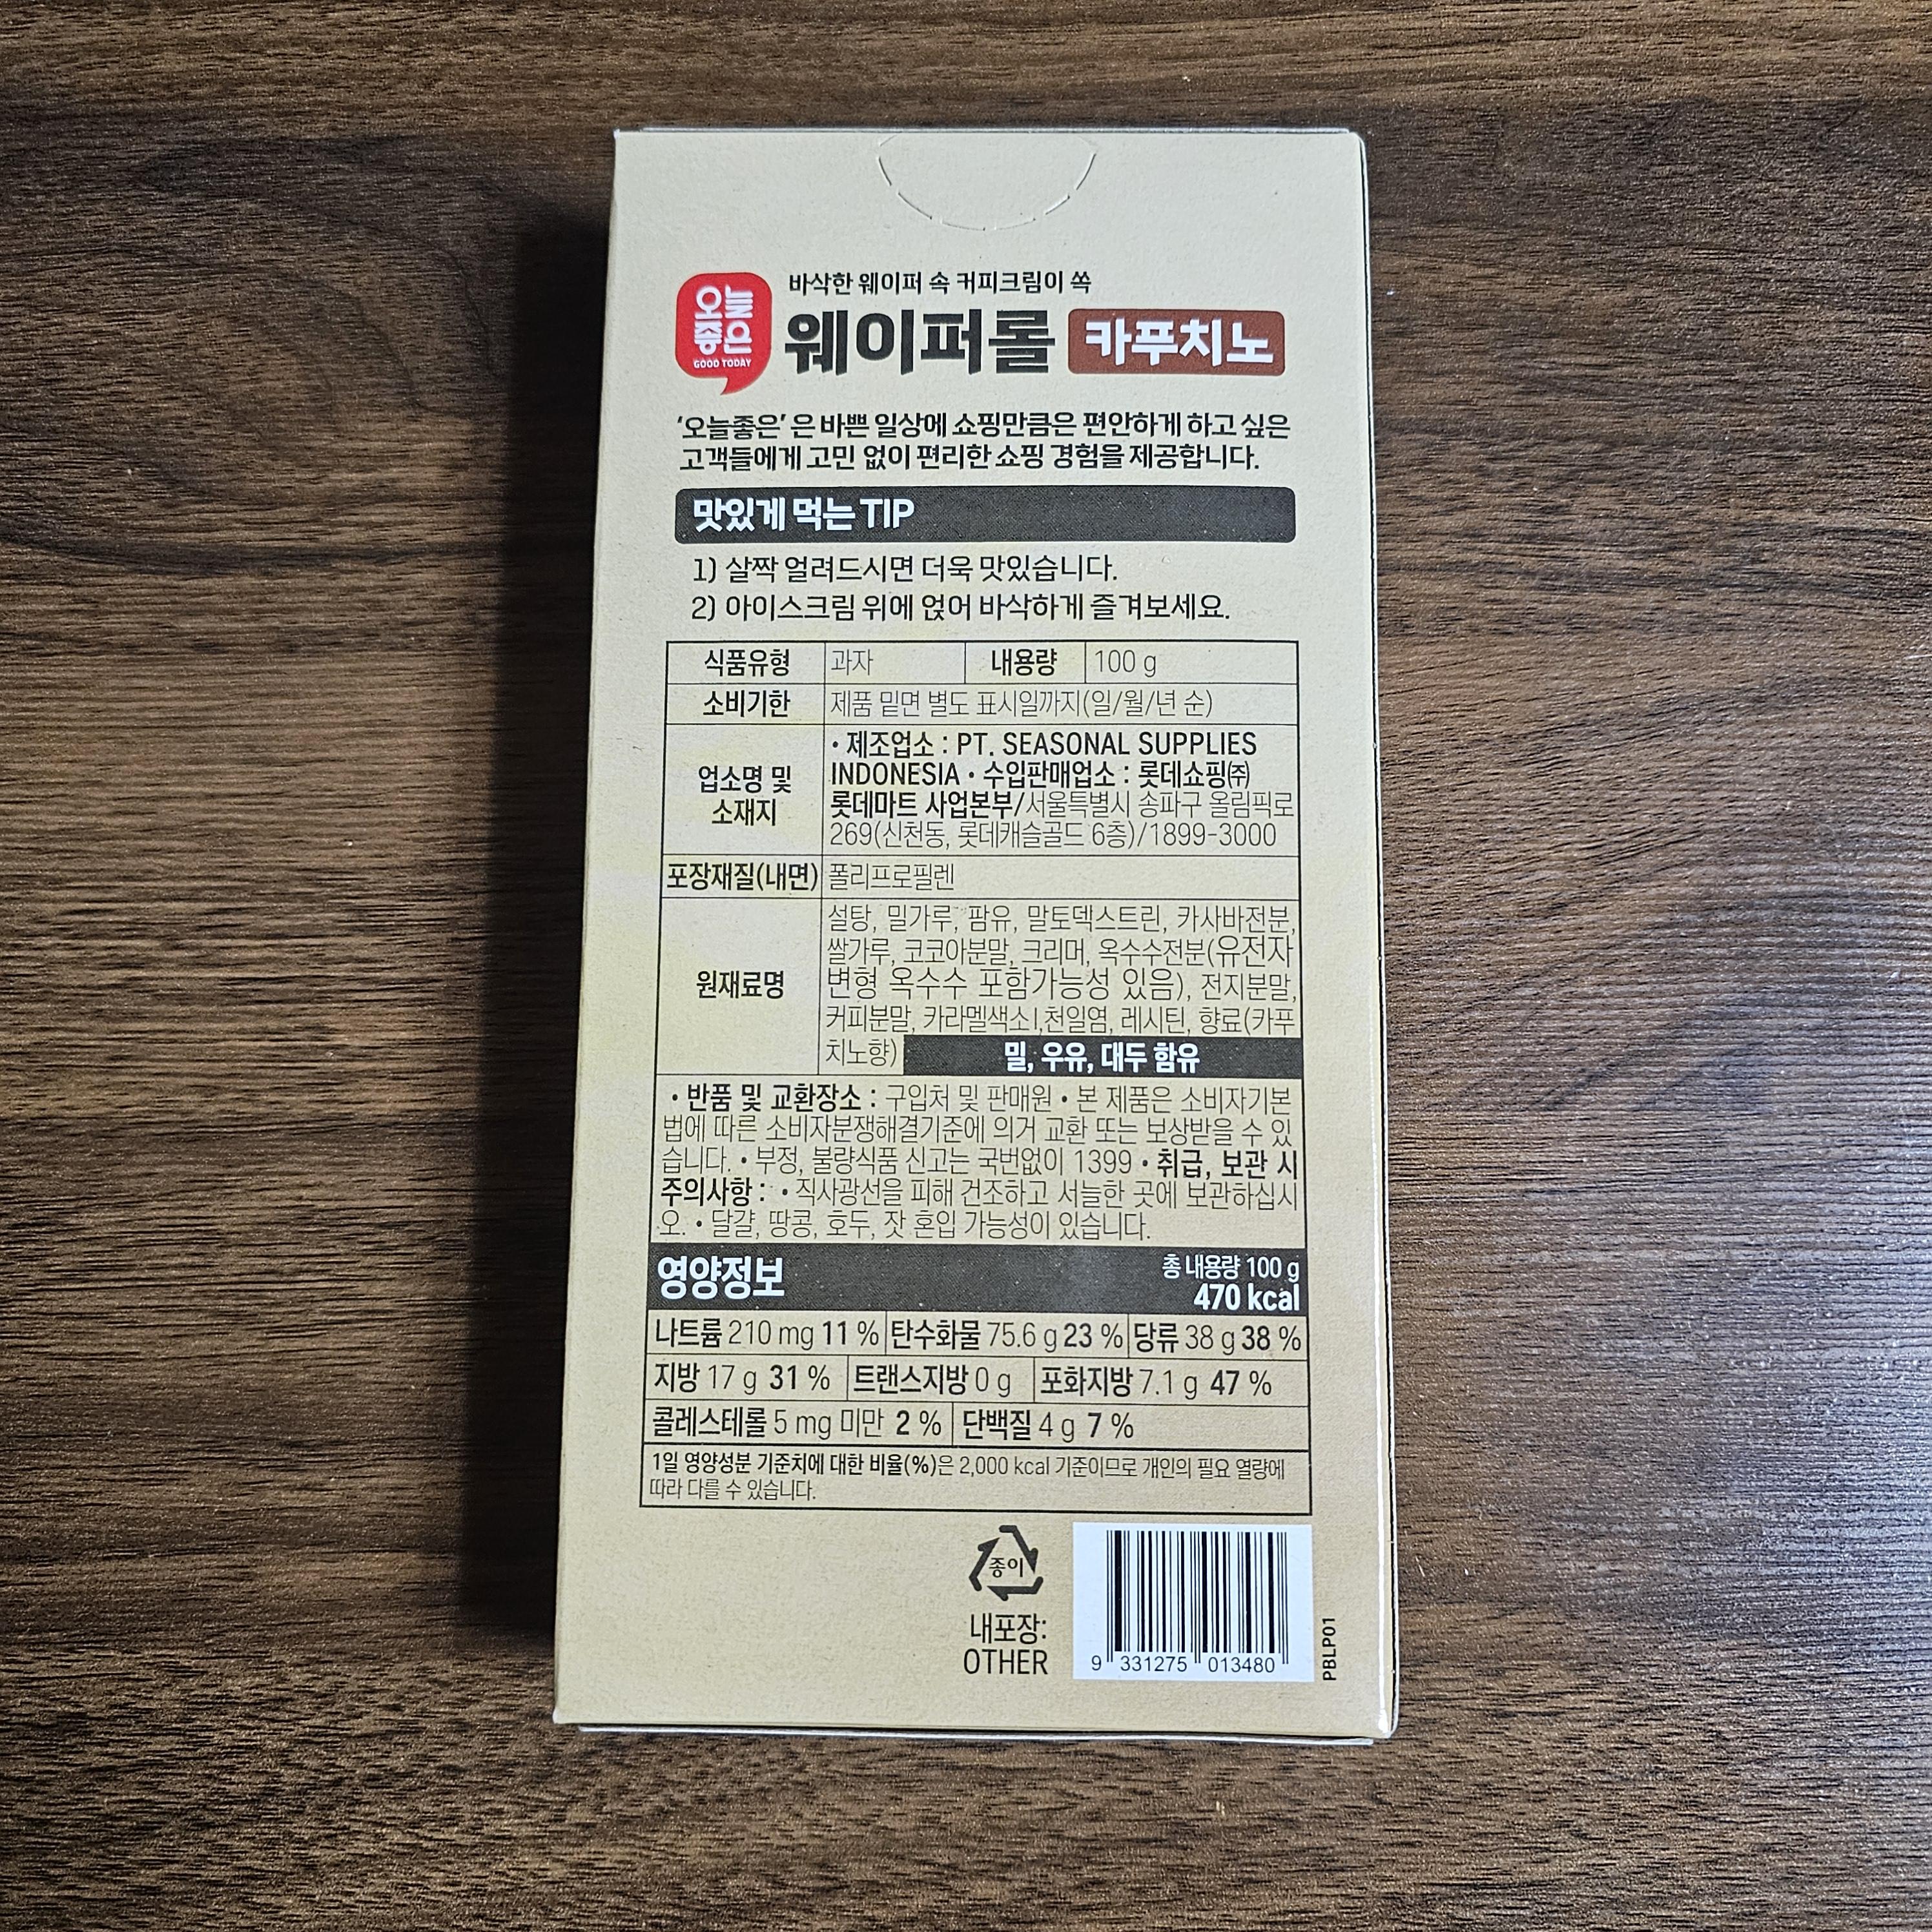 오늘
좋은
GOOD TODAY
바삭한 웨이퍼 속 커피크림이 쏙
웨이퍼롤 카푸치노
‘오늘좋은’ 은 바쁜 일상에 쇼핑만큼은 편안하게 하고 싶은
고객들에게 고민 없이 편리한 쇼핑 경험을 제공합니다.
맛있게 먹는 TIP
1) 살짝 얼려드시면 더욱 맛있습니다.
2) 아이스크림 위에 얹어 바삭하게 즐겨보세요.
식품유형 과자 내용량 100 g
소비기한 제품 밑면 별도 표시일까지(일/월/년 순)
업소명 및
소재지
• 제조업소 : PT. SEASONAL SUPPLIES
INDONESIA • 수입판매업소 : 롯데쇼핑㈜
롯데마트 사업본부/서울특별시 송파구 올림픽로
269(신천동, 롯데캐슬골드 6층)/1899-3000
포장재질(내면) 폴리프로필렌
원재료명
설탕, 밀가루, 팜유, 말토덱스트린, 카사바전분,
쌀가루, 코코아분말, 크리머, 옥수수전분(유전자
변형 옥수수 포함가능성 있음), 전지분말,
커피분말, 카라멜색소Ⅰ,천일염, 레시틴, 향료(카푸
치노향) 밀, 우유, 대두 함유
• 반품 및 교환장소 : 구입처 및 판매원 • 본 제품은 소비자기본
법에 따른 소비자분쟁해결기준에 의거 교환 또는 보상받을 수 있
습니다. • 부정, 불량식품 신고는 국번없이 1399 • 취급, 보관 시
주의사항 : • 직사광선을 피해 건조하고 서늘한 곳에 보관하십시
오. • 달걀, 땅콩, 호두, 잣 혼입 가능성이 있습니다.
영양정보 총 내용량 100 g
470 kcal
나트륨 210 mg 11 % 탄수화물 75.6 g 23 % 당류 38 g 38 %
지방 17 g 31 % 트랜스지방 0 g 포화지방 7.1 g 47 %
콜레스테롤 5 mg 미만 2 % 단백질 4 g 7 %
1일 영양성분 기준치에 대한 비율(%)은 2,000 kcal 기준이므로 개인의 필요 열량에
따라 다를 수 있습니다.
종이
내포장:
OTHER
9 331275 013480
PBLP01